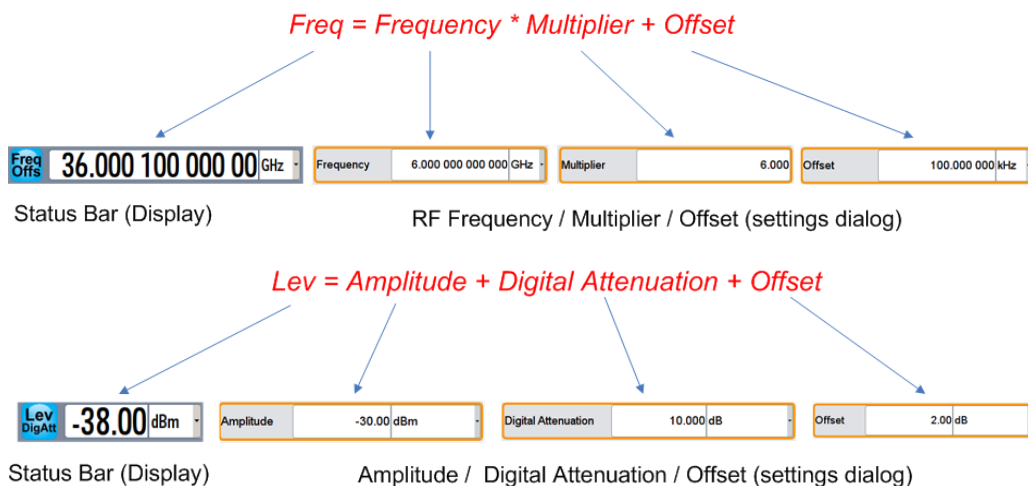 Freq = Frequency * Multiplier + Offset
Freq Offs 36.000 100 000 00 GHz Frequency 6.000 000 000 000 GHz Multiplier 6.000 Offset 100.000 000 kHz
Status Bar (Display) RF Frequency / Multiplier / Offset (settings dialog)
Lev = Amplitude + Digital Attenuation + Offset
Lev DigAtt -38.00 dBm Amplitude -30.00 dBm Digital Attenuation 10.000 dB Offset 2.00 dB
Status Bar (Display) Amplitude / Digital Attenuation / Offset (settings dialog)